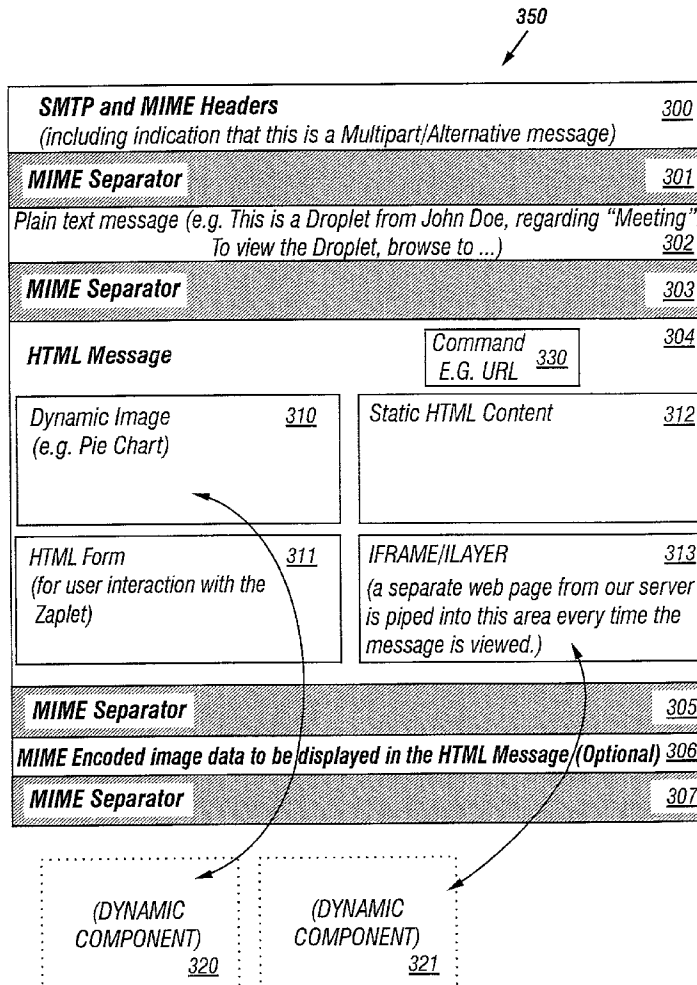 350
SMTP and MIME Headers 300
(including indication that this is a Multipart/Alternative message)
MIME Separator 301
Plain text message (e.g. This is a Droplet from John Doe, regarding "Meeting".
To view the Droplet, browse to ...) 302
MIME Separator 303
304
HTML Message
Command
E.G. URL 330
Dynamic Image 310
(e.g. Pie Chart)
Static HTML Content 312
HTML Form 311
(for user interaction with the
Zaplet)
IFRAME/ILAYER 313
(a separate web page from our server
is piped into this area every time the
message is viewed.)
MIME Separator 305
MIME Encoded image data to be displayed in the HTML Message (Optional) 306
MIME Separator 307
(DYNAMIC
COMPONENT)
320
(DYNAMIC
COMPONENT)
321